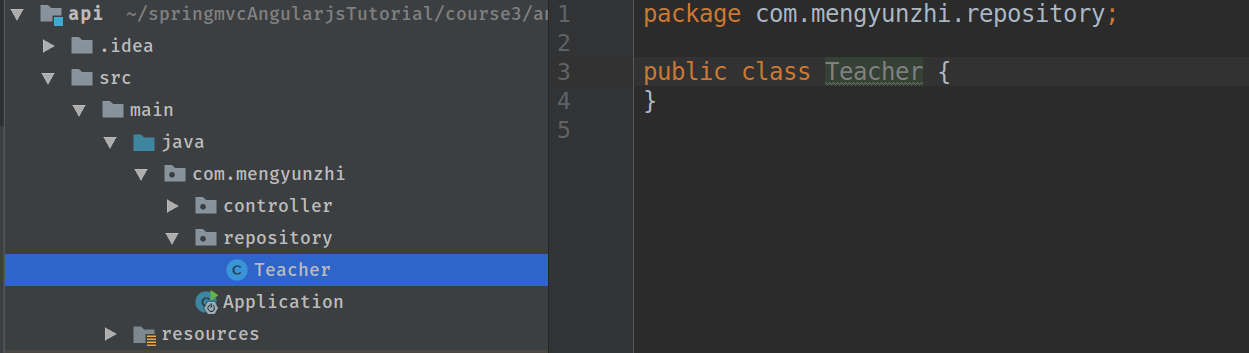 api ~/springmvcAngularjsTutorial/course3/a
.idea
src
main
java
com.mengyunzhi
controller
repository
Teacher
Application
resources
1 package com.mengyunzhi.repository;
2
3 public class Teacher {
4 }
5